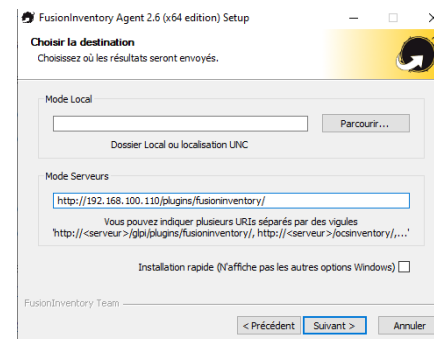 FusionInventory Agent 2.6 (x64 edition) Setup
Choisir la destination
Choisissez où les résultats seront envoyés.
Mode Local
Parcourir...
Dossier Local ou localisation UNC
Mode Serveurs
http://192.168.100.110/plugins/fusioninventory/
Vous pouvez indiquer plusieurs URIs séparés par des vigules
'http://<serveur>/glpi/plugins/fusioninventory/, http://<serveur>/ocsinventory/,...'
Installation rapide (N'affiche pas les autres options Windows)
FusionInventory Team
< Précédent Suivant > Annuler